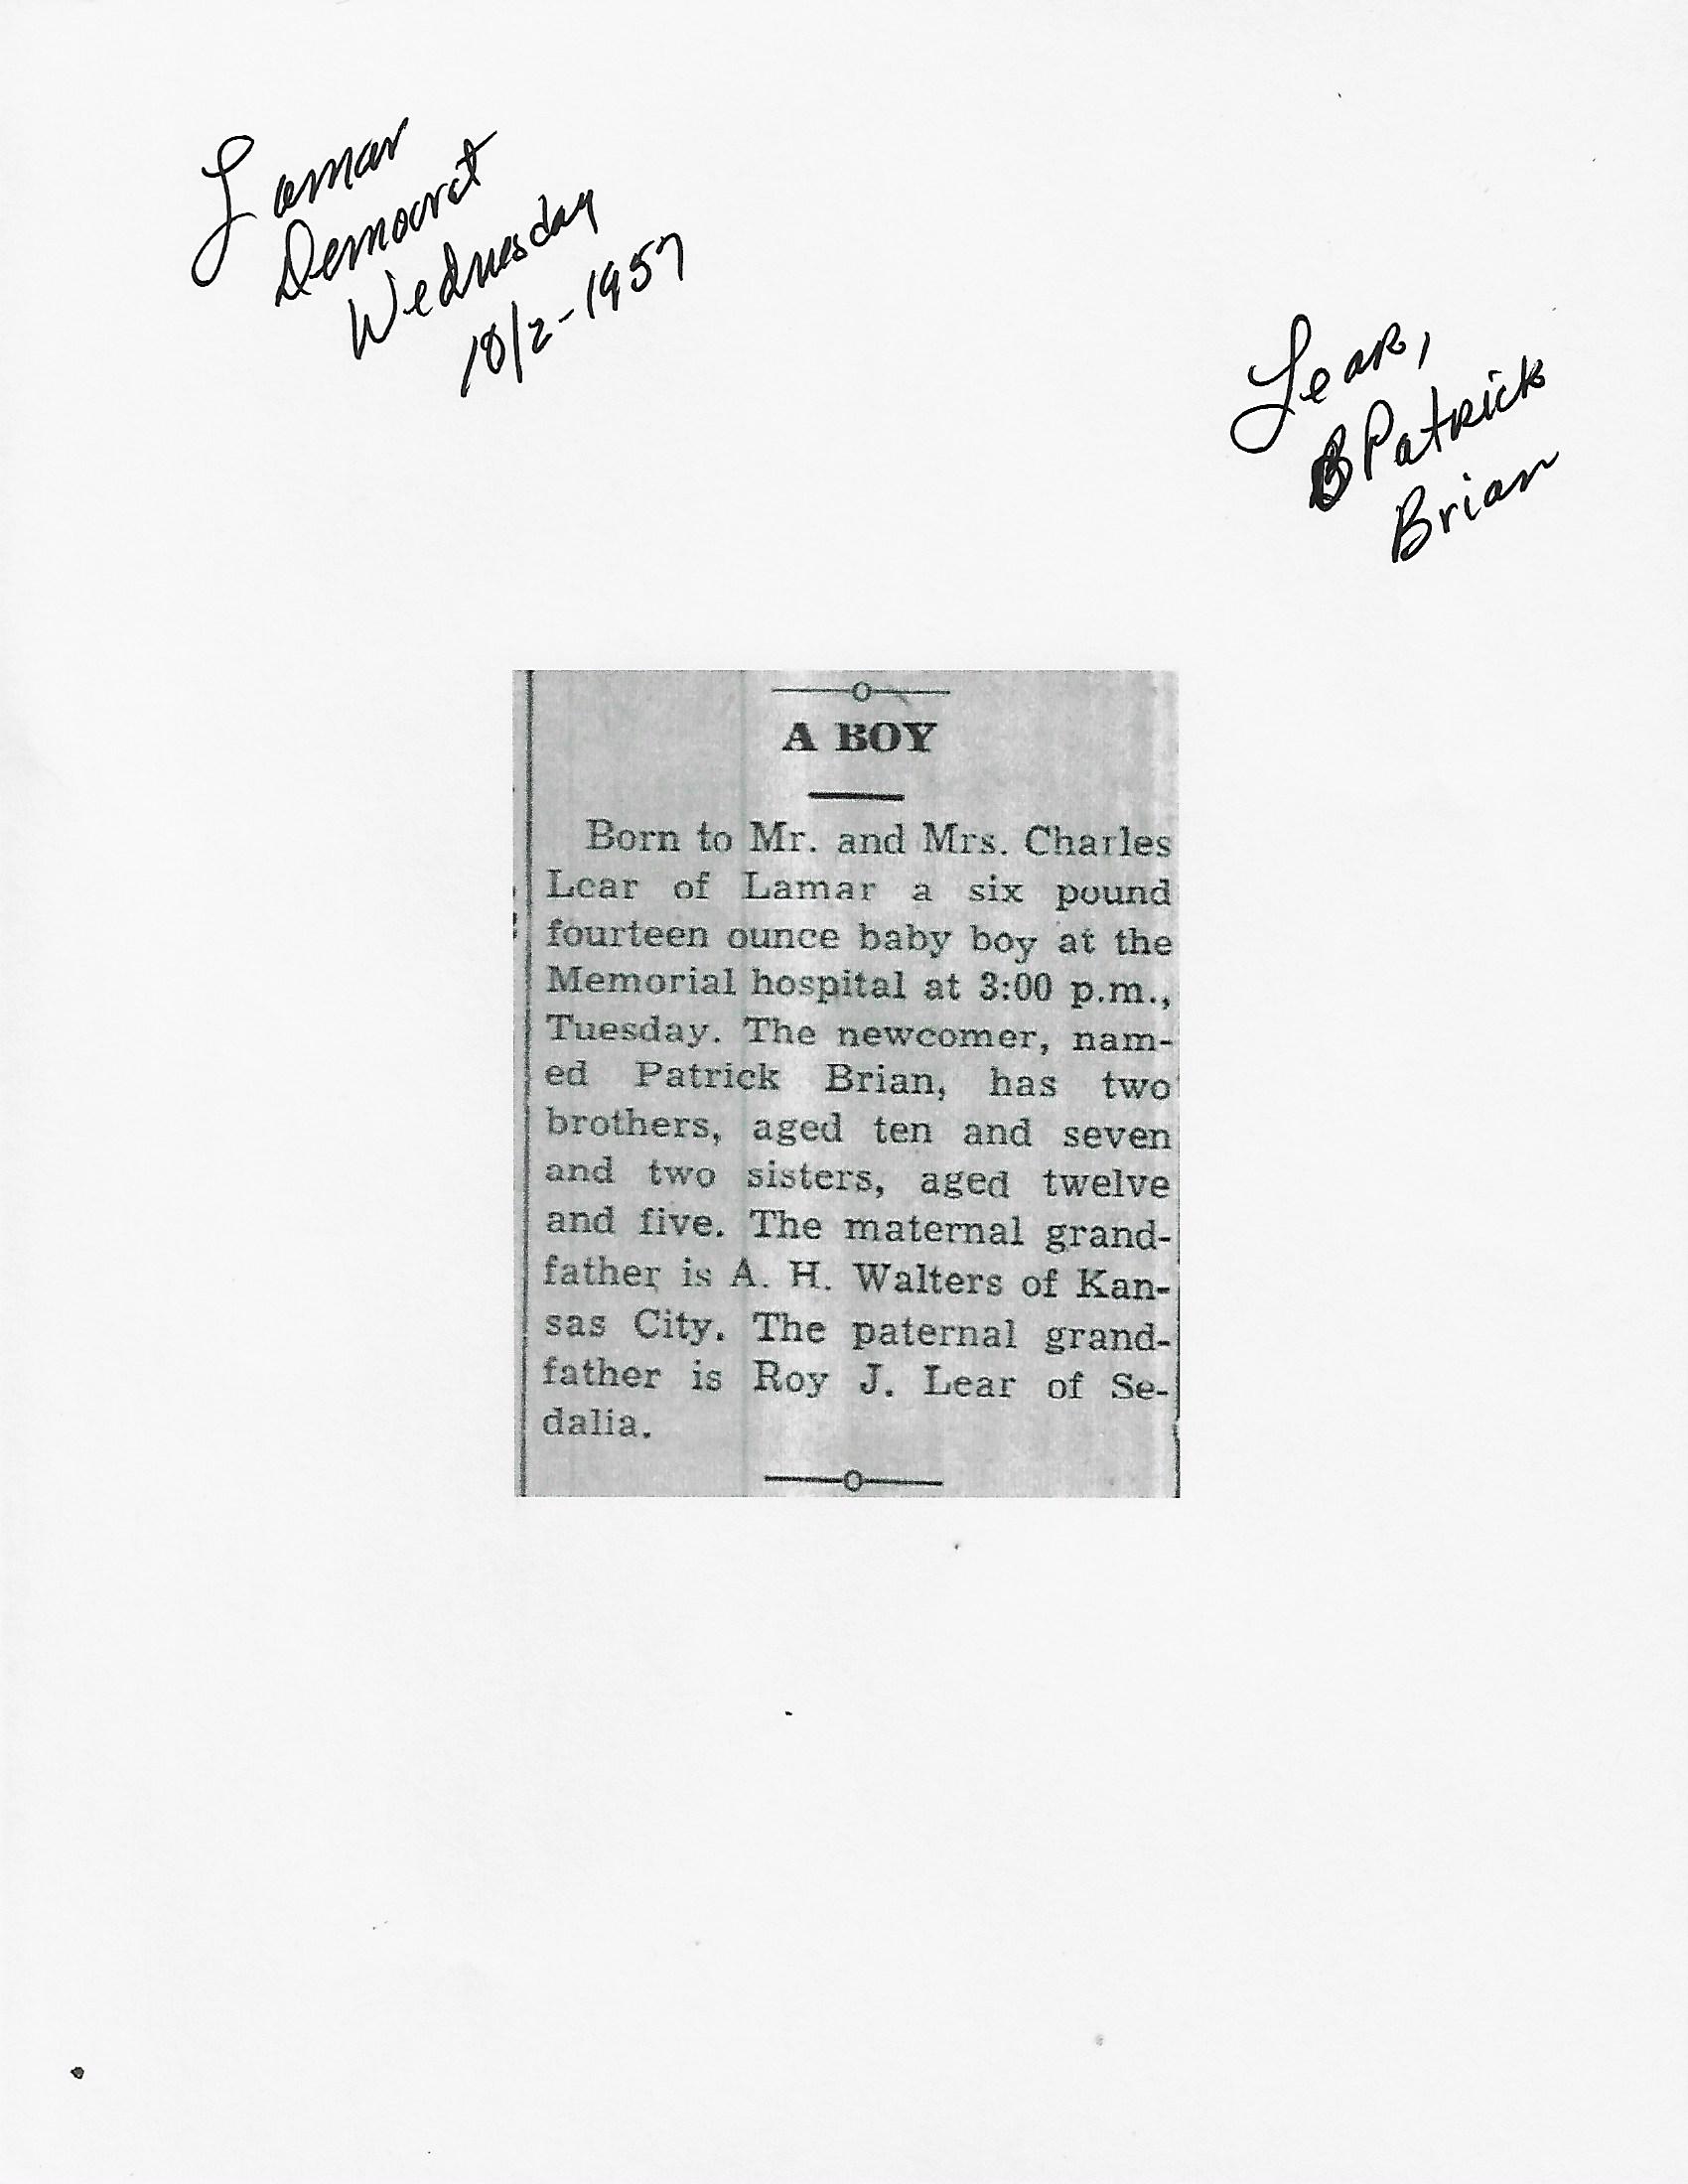 Lamar
Democrat
Wednesday
10/2-1957
Lear,
Patrick
Brian
A BOY
Born to Mr. and Mrs. Charles
Lear of Lamar a six pound
fourteen ounce baby boy at the
Memorial hospital at 3:00 p.m.,
Tuesday. The newcomer, nam-
ed Patrick Brian, has two
brothers, aged ten and seven
and two sisters, aged twelve
and five. The maternal grand-
father is A. H. Walters of Kan-
sas City. The paternal grand-
father is Roy J. Lear of Se-
dalia.